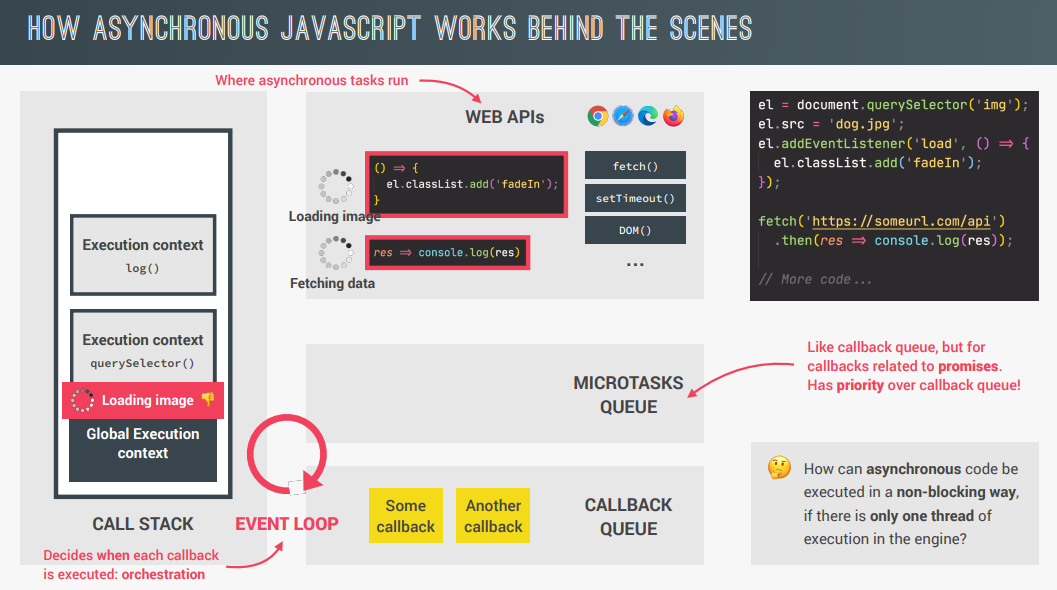 HOW ASYNCHRONOUS JAVASCRIPT WORKS BEHIND THE SCENES
Where asynchronous tasks run
WEB APIs
() => {
el.classList.add('fadeIn');
}
Loading image
res => console.log(res)
Fetching data
fetch()
setTimeout()
DOM()
...
el = document.querySelector('img');
el.src = 'dog.jpg';
el.addEventListener('load', () => {
el.classList.add('fadeIn');
});
fetch('https://someurl.com/api')
.then(res => console.log(res));
// More code...
Execution context
log()
Execution context
querySelector()
Loading image 👎
Global Execution
context
CALL STACK
EVENT LOOP
Decides when each callback
is executed: orchestration
MICROTASKS
QUEUE
Like callback queue, but for
callbacks related to promises.
Has priority over callback queue!
Some
callback
Another
callback
CALLBACK
QUEUE
🤔 How can asynchronous code be
executed in a non-blocking way,
if there is only one thread of
execution in the engine?